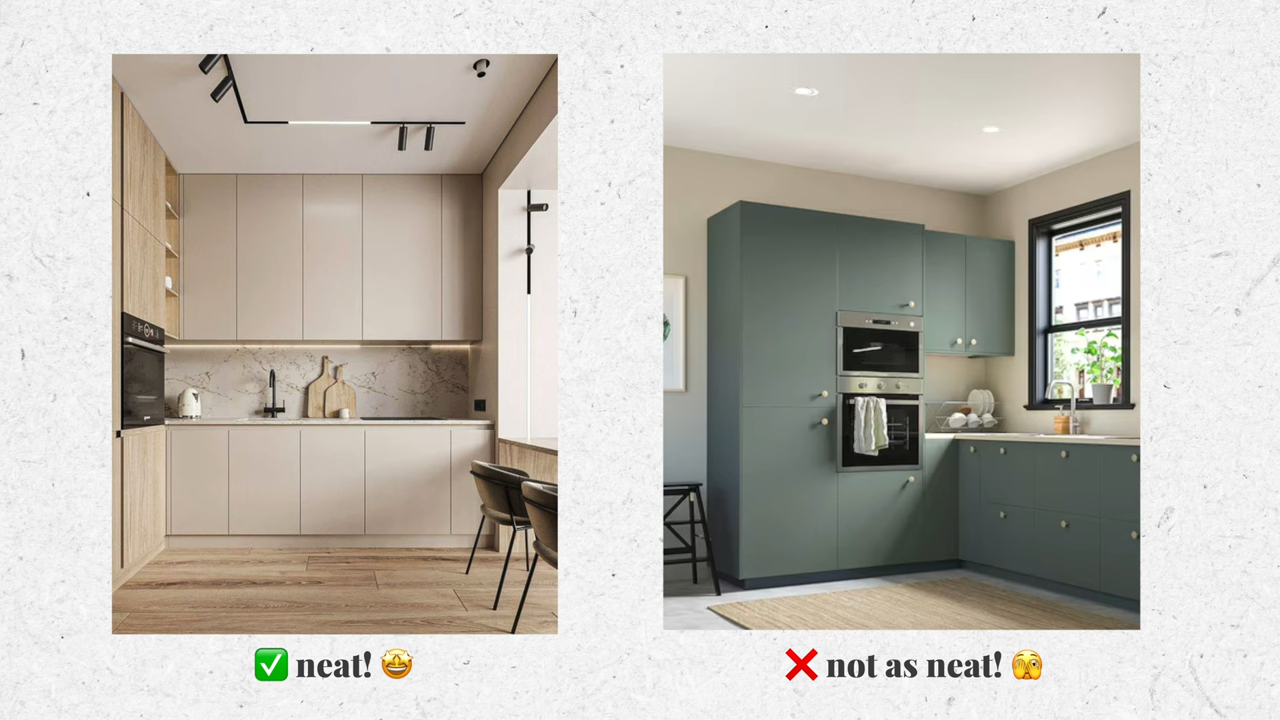 ✅ neat! 🤩
❌ not as neat! 🫣